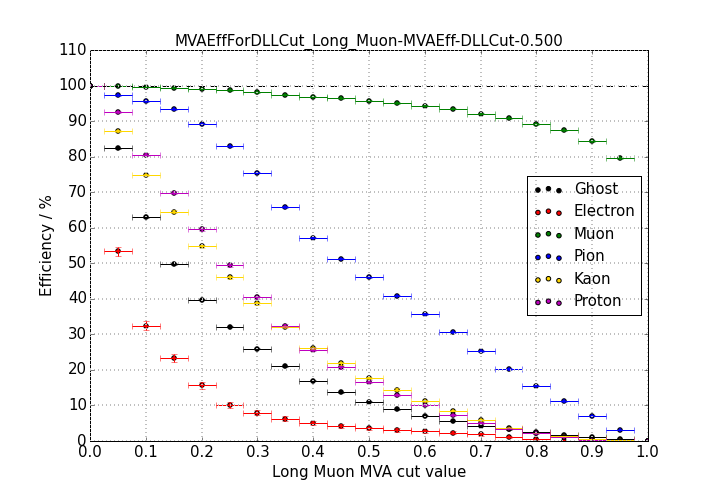 MVAEffForDLLCut_Long_Muon-MVAEff-DLLCut-0.500
110
100
90
80
70
60
50
40
30
20
10
0
Efficiency / %
Ghost
Electron
Muon
Pion
Kaon
Proton
0.0 0.1 0.2 0.3 0.4 0.5 0.6 0.7 0.8 0.9 1.0
Long Muon MVA cut value